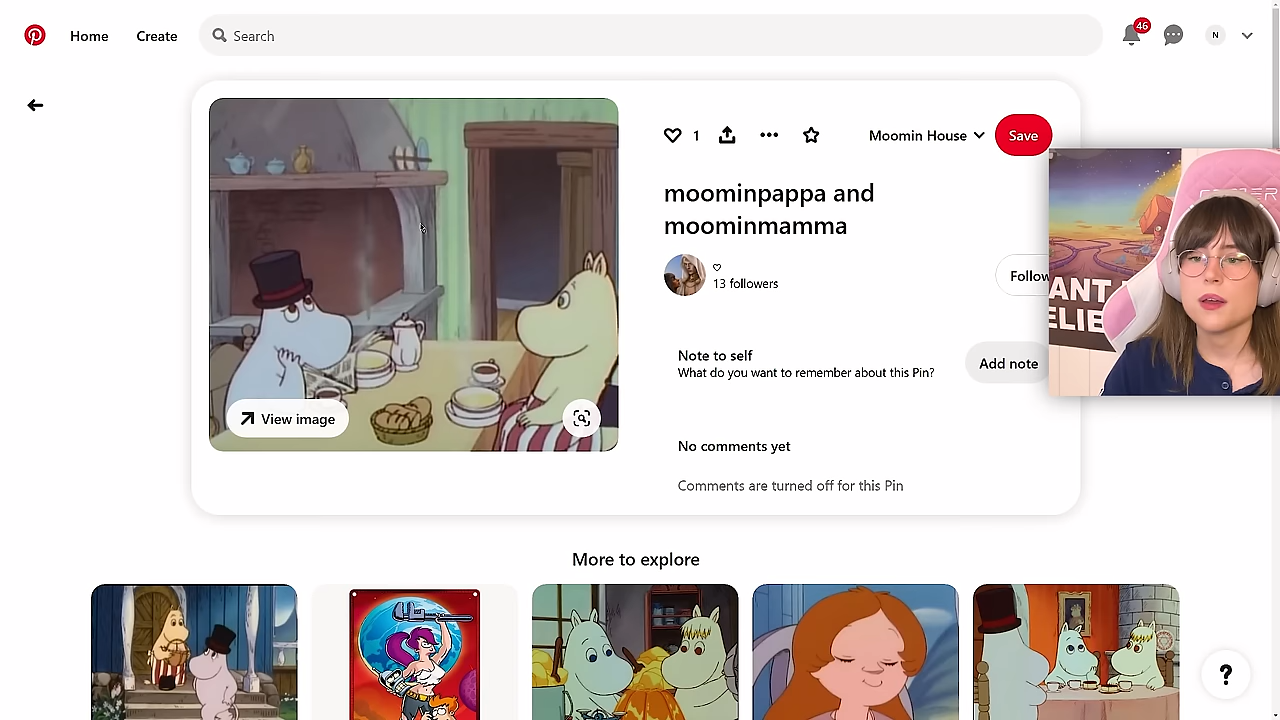 Home
Create
Search
46
N
1
Moomin House
Save
moominpappa and
moominmamma
13 followers
Follow
Note to self
What do you want to remember about this Pin?
Add note
View image
No comments yet
Comments are turned off for this Pin
More to explore
?